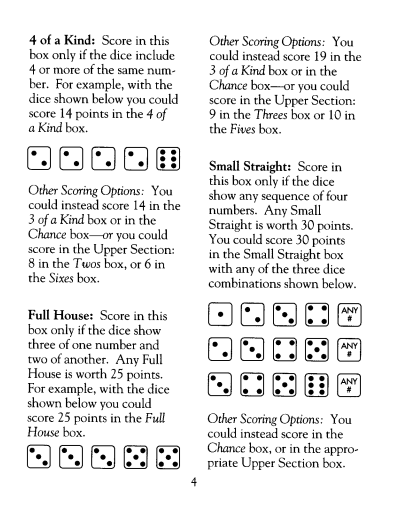 4 of a Kind: Score in this
box only if the dice include
4 or more of the same num-
ber. For example, with the
dice shown below you could
score 14 points in the 4 of
a Kind box.
Other Scoring Options: You
could instead score 14 in the
3 of a Kind box or in the
Chance box—or you could
score in the Upper Section:
8 in the Twos box, or 6 in
the Sixes box.
Full House: Score in this
box only if the dice show
three of one number and
two of another. Any Full
House is worth 25 points.
For example, with the dice
shown below you could
score 25 points in the Full
House box.
Other Scoring Options: You
could instead score 19 in the
3 of a Kind box or in the
Chance box—or you could
score in the Upper Section:
9 in the Threes box or 10 in
the Fives box.
Small Straight: Score in
this box only if the dice
show any sequence of four
numbers. Any Small
Straight is worth 30 points.
You could score 30 points
in the Small Straight box
with any of the three dice
combinations shown below.
ANY
#
ANY
#
ANY
#
Other Scoring Options: You
could instead score in the
Chance box, or in the appro-
priate Upper Section box.
4